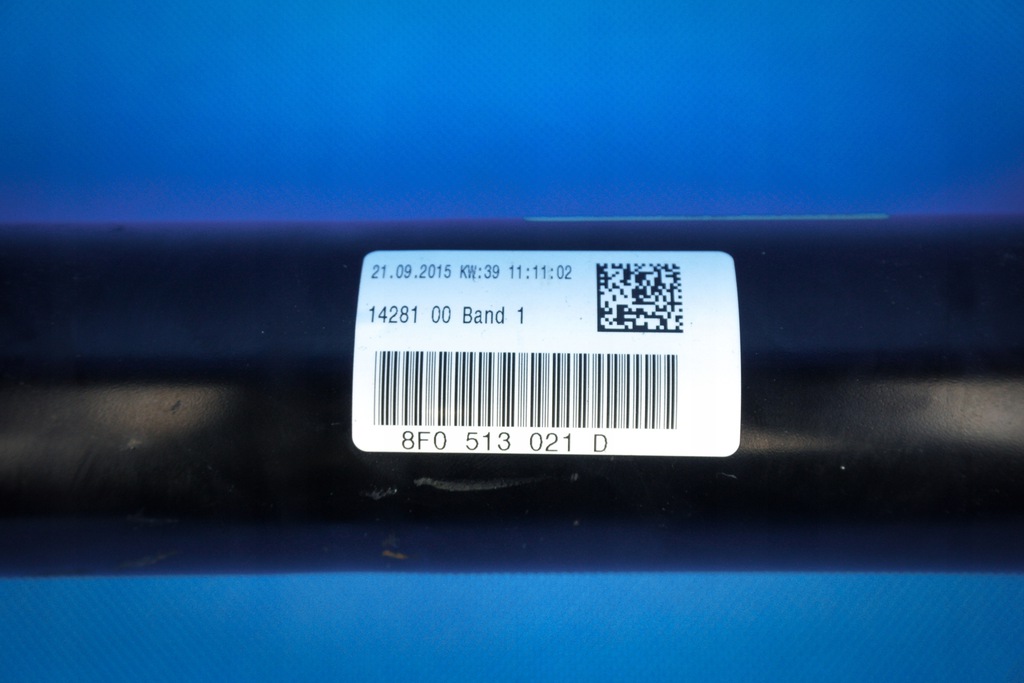 21.09.2015 KW:39 11:11:02
14281 00 Band 1
8F0 513 021 D